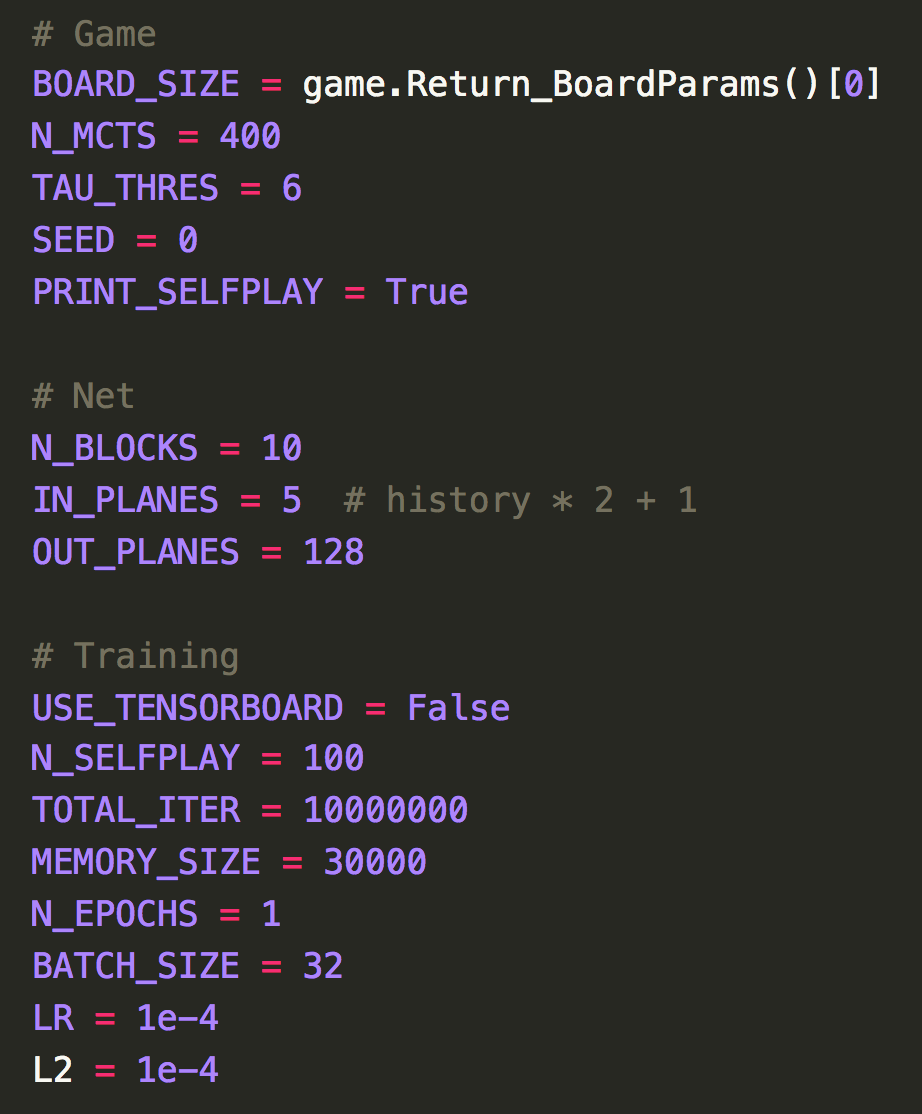 # Game
BOARD_SIZE = game.Return_BoardParams()[0]
N_MCTS = 400
TAU_THRES = 6
SEED = 0
PRINT_SELFPLAY = True
# Net
N_BLOCKS = 10
IN_PLANES = 5  # history * 2 + 1
OUT_PLANES = 128
# Training
USE_TENSORBOARD = False
N_SELFPLAY = 100
TOTAL_ITER = 10000000
MEMORY_SIZE = 30000
N_EPOCHS = 1
BATCH_SIZE = 32
LR = 1e-4
L2 = 1e-4